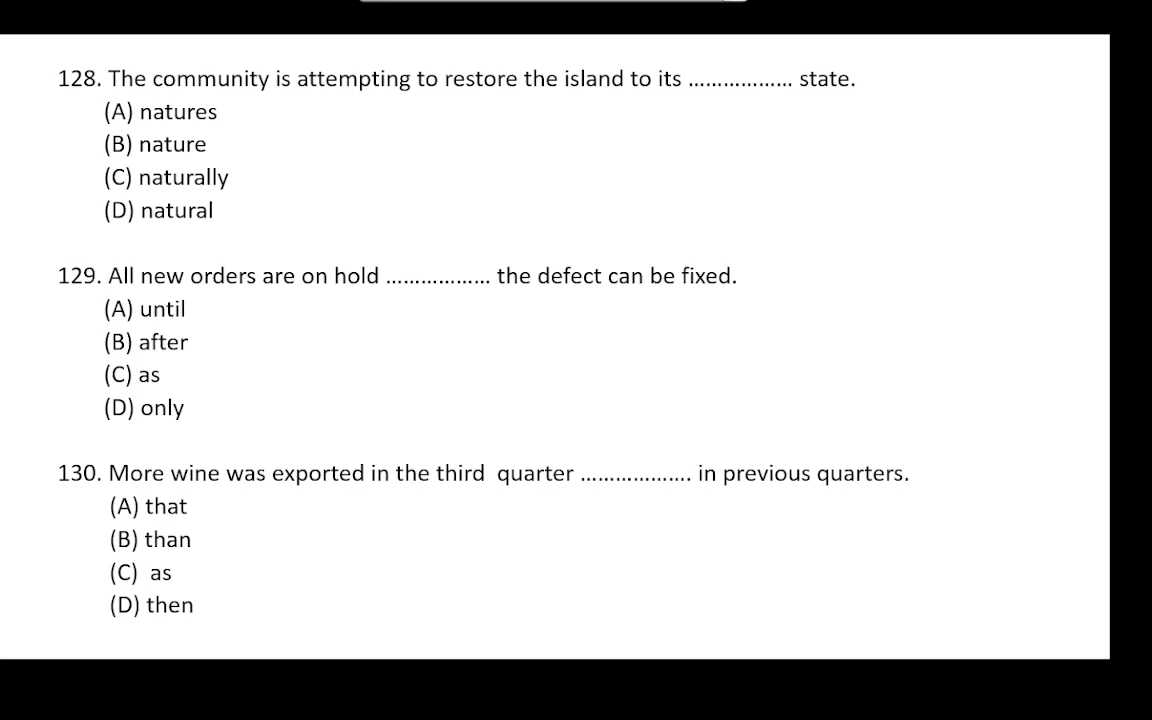 128. The community is attempting to restore the island to its .................. state.
(A) natures
(B) nature
(C) naturally
(D) natural
129. All new orders are on hold .................. the defect can be fixed.
(A) until
(B) after
(C) as
(D) only
130. More wine was exported in the third  quarter ................... in previous quarters.
(A) that
(B) than
(C)  as
(D) then